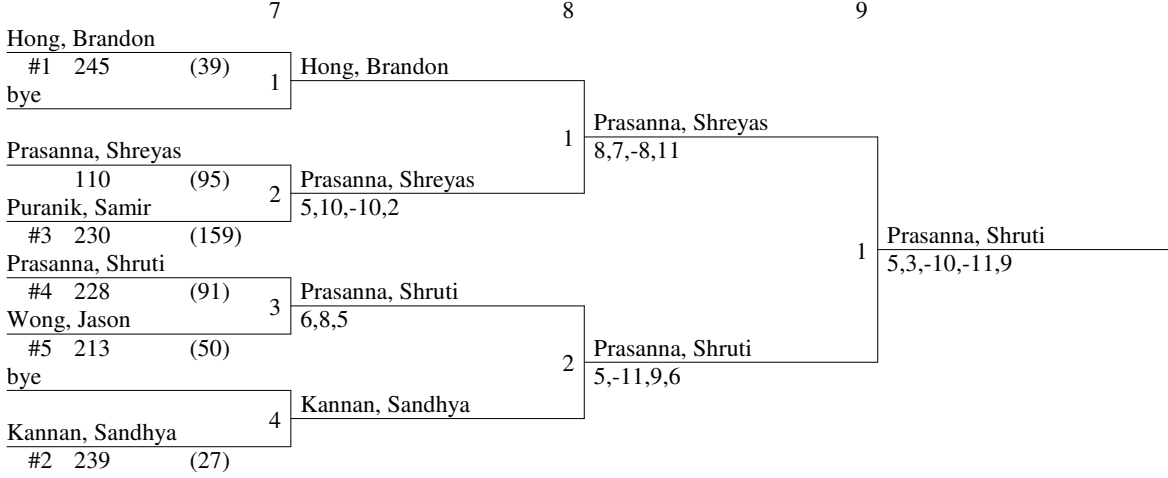 7 8 9
Hong, Brandon
#1 245 (39)
1
Hong, Brandon
bye
1
Prasanna, Shreyas
8,7,-8,11
Prasanna, Shreyas
110 (95)
2
Prasanna, Shreyas
5,10,-10,2
Puranik, Samir
#3 230 (159)
1
Prasanna, Shruti
5,3,-10,-11,9
Prasanna, Shruti
#4 228 (91)
3
Prasanna, Shruti
6,8,5
Wong, Jason
#5 213 (50)
2
Prasanna, Shruti
5,-11,9,6
bye
4
Kannan, Sandhya
Kannan, Sandhya
#2 239 (27)